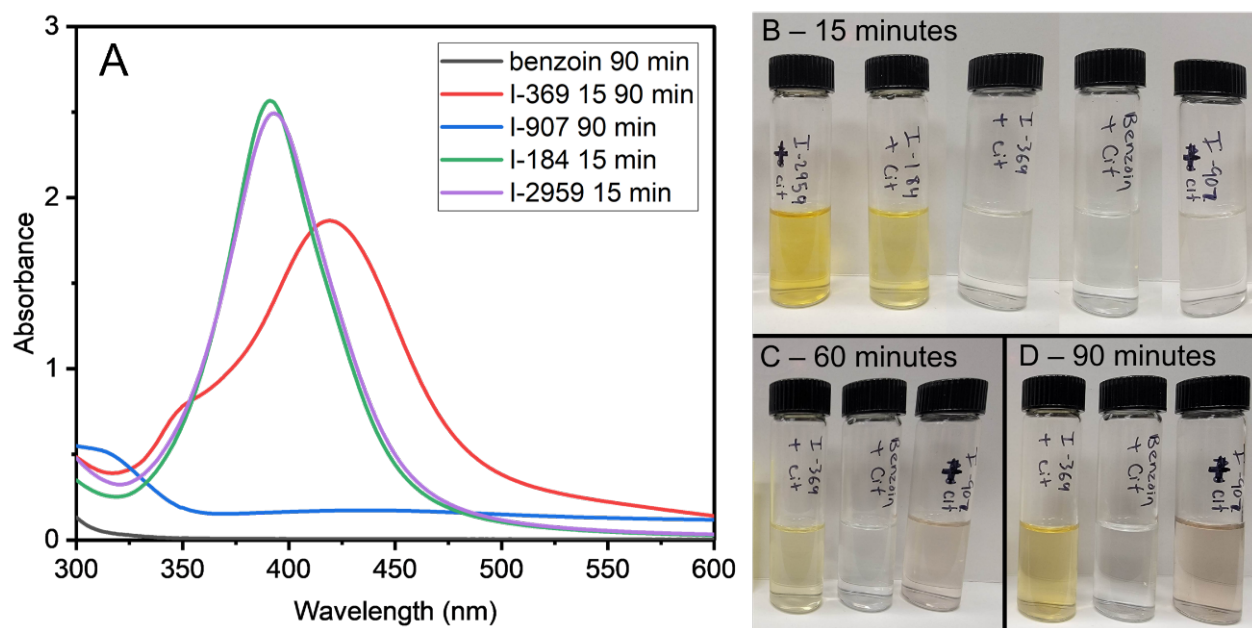 A
benzoin 90 min
I-369 15 90 min
I-907 90 min
I-184 15 min
I-2959 15 min
Absorbance
3
2
1
0
300
350
400
450
500
550
600
Wavelength (nm)
B – 15 minutes
I-2959
+ cit
I-184
+ Cit
I-369
+ Cit
Benzoin
+ Cit
I-907
+ cit
C – 60 minutes
I-369
+ Cit
Benzoin
+ Cit
I-907
+ cit
D – 90 minutes
I-369
+ Cit
Benzoin
+ Cit
I-907
+ cit